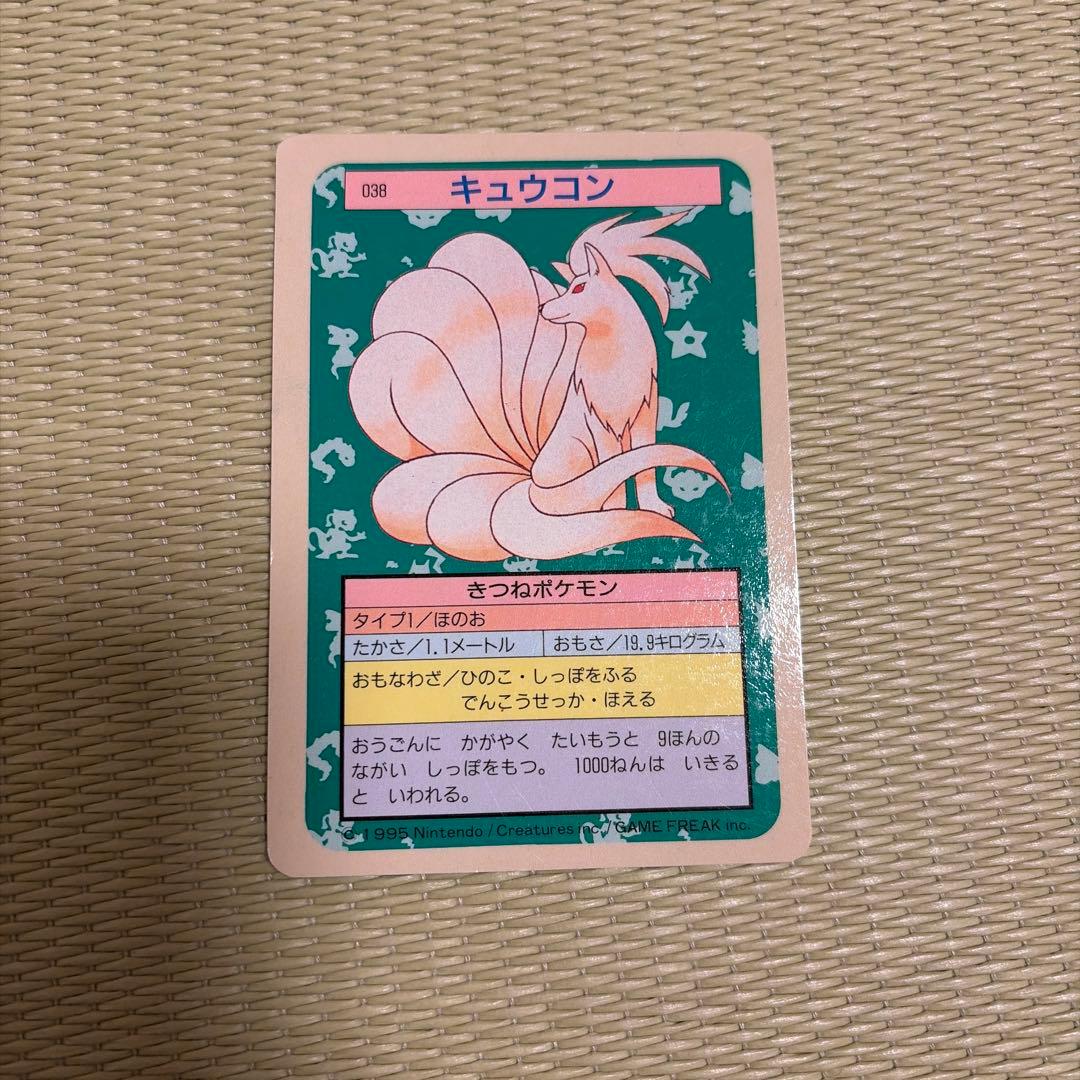 038 キュウコン
きつねポケモン
タイプ1／ほのお
たかさ／1.1メートル おもさ／19.9キログラム
おもなわざ／ひのこ・しっぽをふる
でんこうせっか・ほえる
おうごんに かがやく たいもうと 9ほんの
ながい しっぽをもつ。 1000ねんは いきる
と いわれる。
© 1995 Nintendo / Creatures inc. / GAME FREAK inc.